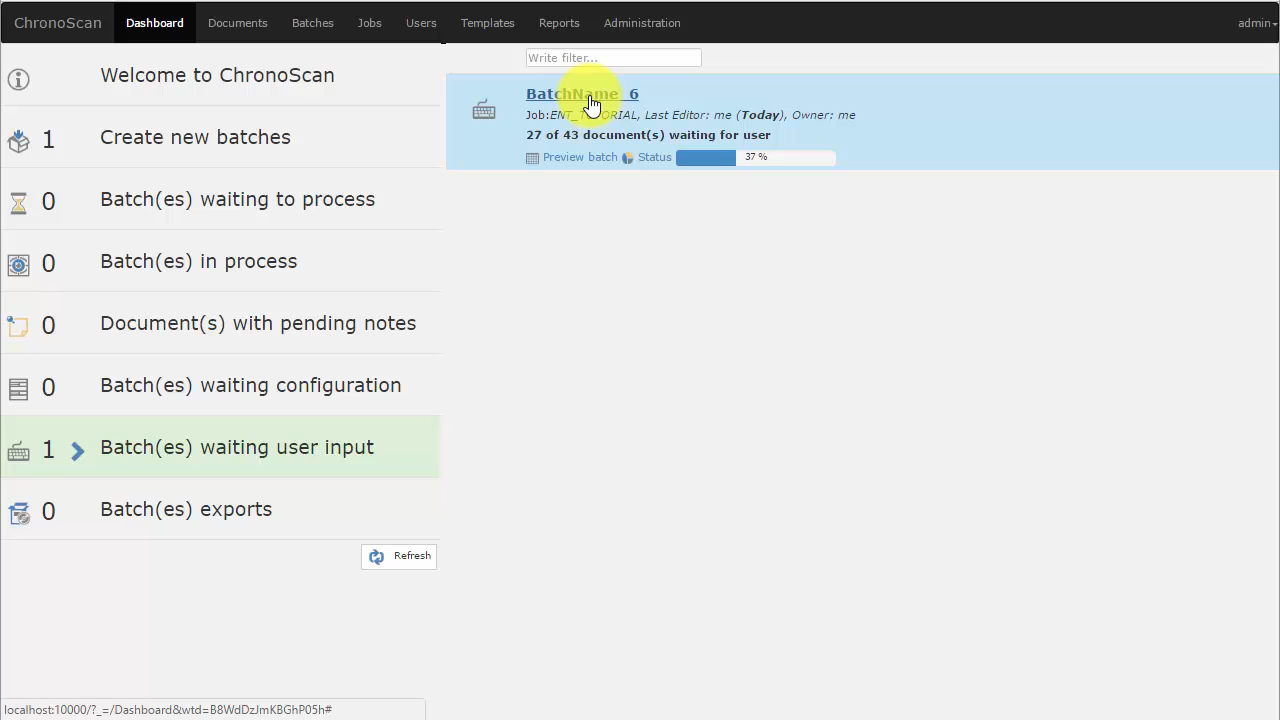 ChronoScan Dashboard Documents Batches Jobs Users Templates Reports Administration admin
Write filter...
Welcome to ChronoScan
1 Create new batches
0 Batch(es) waiting to process
0 Batch(es) in process
0 Document(s) with pending notes
0 Batch(es) waiting configuration
1 Batch(es) waiting user input
0 Batch(es) exports
Refresh
BatchName_6
Job:ENT_TUTORIAL, Last Editor: me (Today), Owner: me
27 of 43 document(s) waiting for user
Preview batch Status 37 %
localhost:10000/?_=/Dashboard&wtd=B8WdDzJmKBGhP05h#